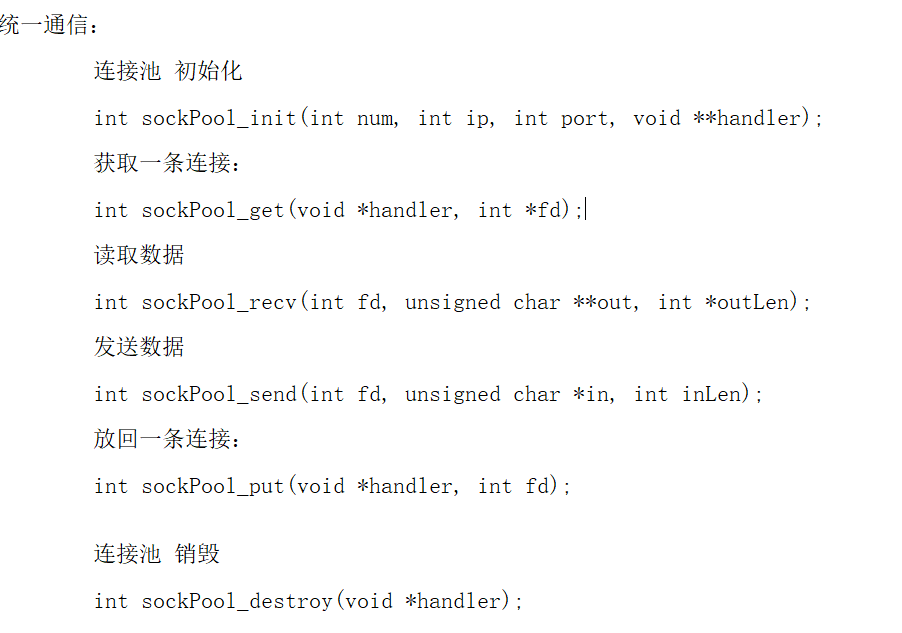 统一通信：
连接池 初始化
int sockPool_init(int num, int ip, int port, void **handler);
获取一条连接：
int sockPool_get(void *handler, int *fd);
读取数据
int sockPool_recv(int fd, unsigned char **out, int *outLen);
发送数据
int sockPool_send(int fd, unsigned char *in, int inLen);
放回一条连接：
int sockPool_put(void *handler, int fd);
连接池 销毁
int sockPool_destroy(void *handler);